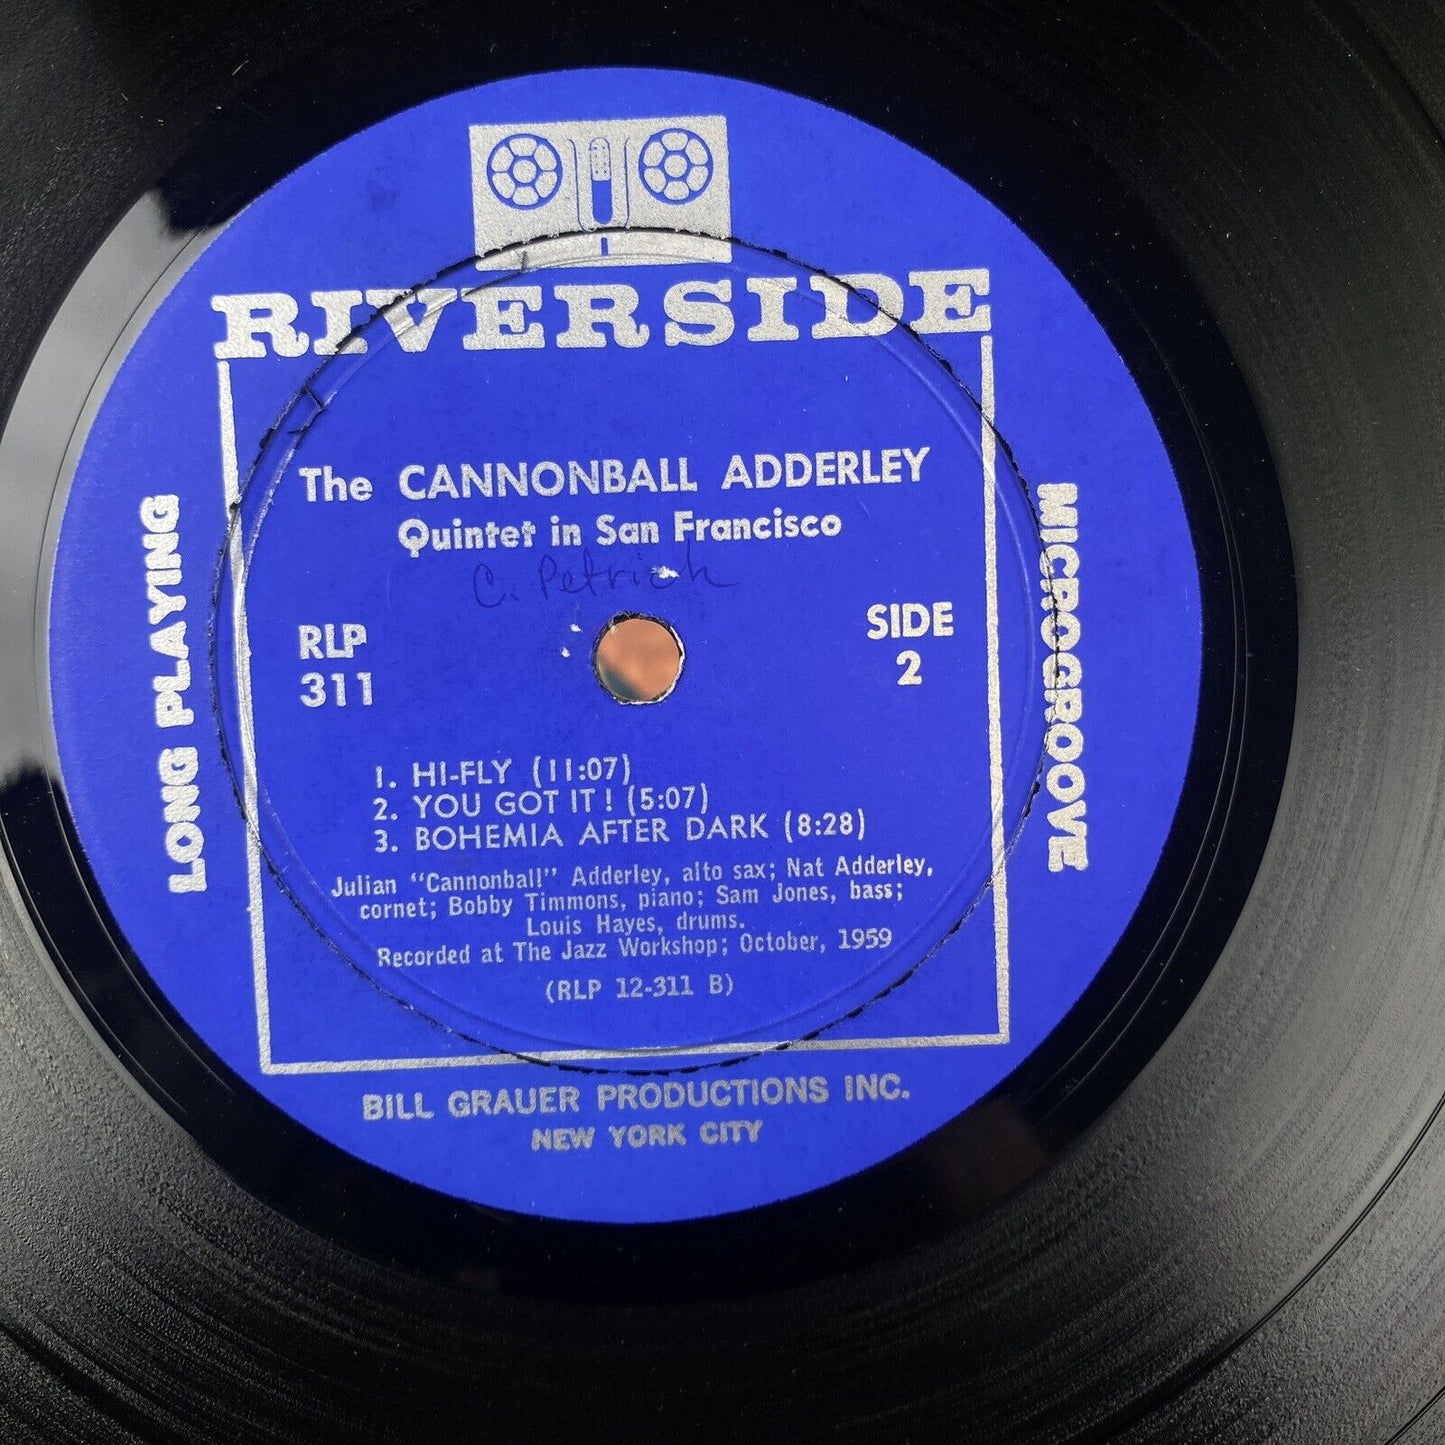 RIVERSIDE
The CANNONBALL ADDERLEY
Quintet in San Francisco
C. Petrich
RLP
311
SIDE
2
LONG PLAYING
MICROGROOVE
1. HI-FLY (11:07)
2. YOU GOT IT! (5:07)
3. BOHEMIA AFTER DARK (8:28)
Julian "Cannonball" Adderley, alto sax; Nat Adderley,
cornet; Bobby Timmons, piano; Sam Jones, bass;
Louis Hayes, drums.
Recorded at The Jazz Workshop; October, 1959
(RLP 12-311 B)
BILL GRAUER PRODUCTIONS INC.
NEW YORK CITY